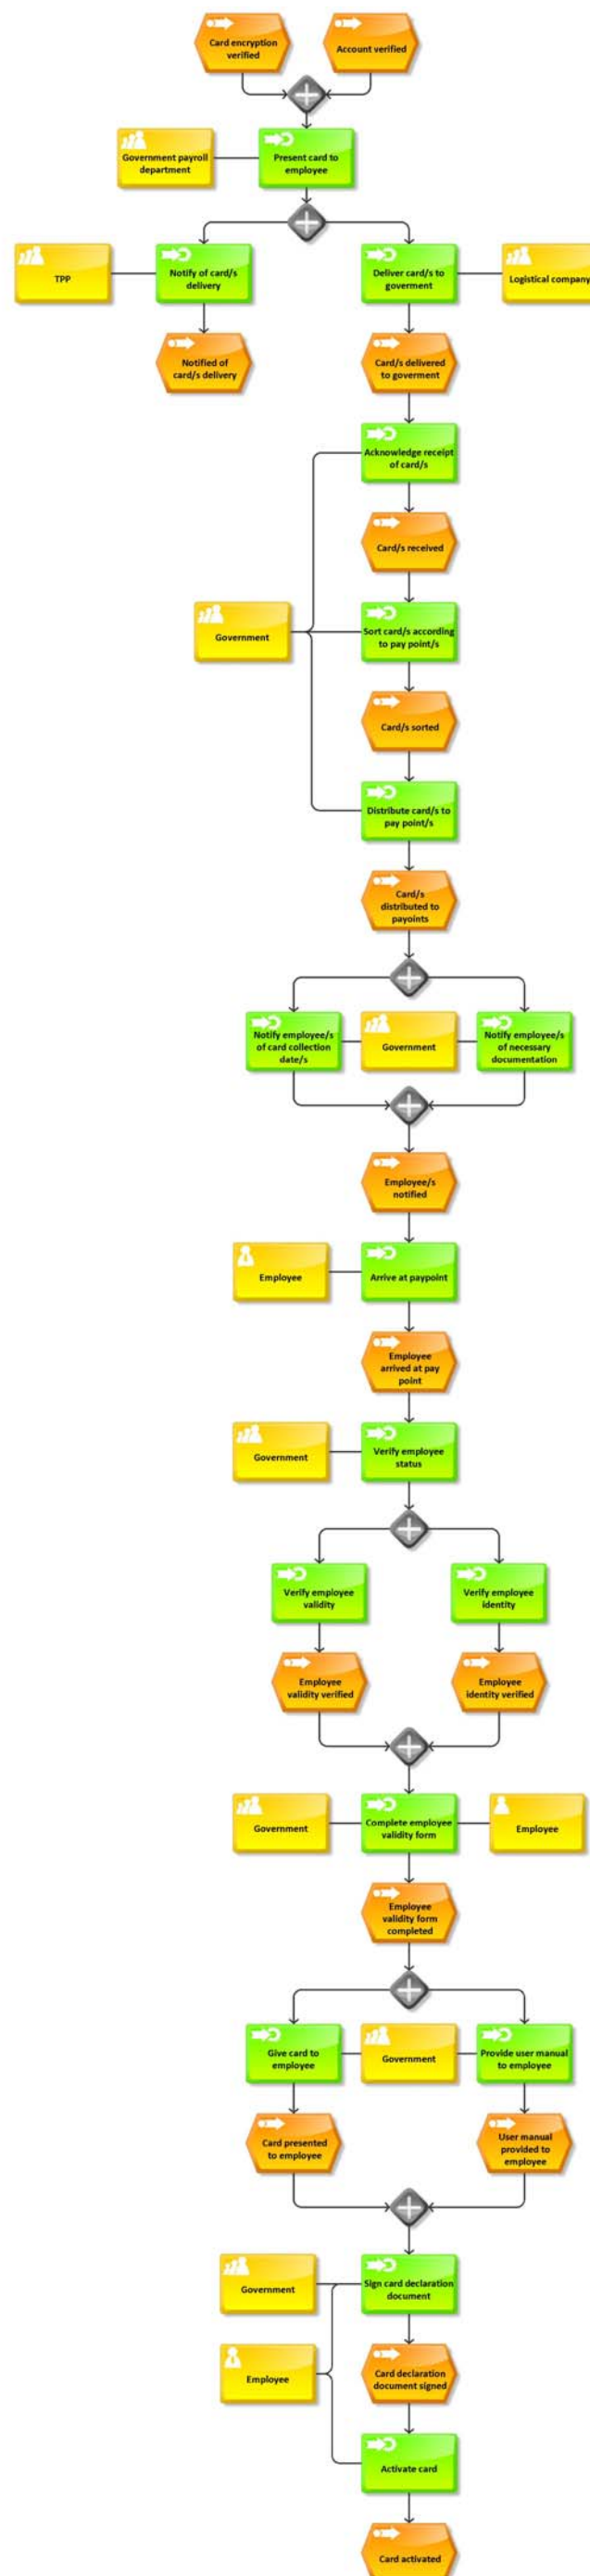 Card encryption
verified
Account verified
Government payroll
department
Present card to
employee
TPP
Notify of card/s
delivery
Deliver card/s to
goverment
Logistical company
Notified of
card/s delivery
Card/s delivered
to goverment
Acknowledge receipt
of card/s
Card/s received
Government
Sort card/s according
to pay point/s
Card/s sorted
Distribute card/s to
pay point/s
Card/s
distributed to
payoints
Notify employee/s
of card collection
date/s
Government
Notify employee/s
of necessary
documentation
Employee/s
notified
Employee
Arrive at paypoint
Employee
arrived at pay
point
Government
Verify employee
status
Verify employee
validity
Verify employee
identity
Employee
validity verified
Employee
identity verified
Government
Complete employee
validity form
Employee
Employee
validity form
completed
Give card to
employee
Government
Provide user manual
to employee
Card presented
to employee
User manual
provided to
employee
Government
Sign card declaration
document
Employee
Card declaration
document signed
Activate card
Card activated